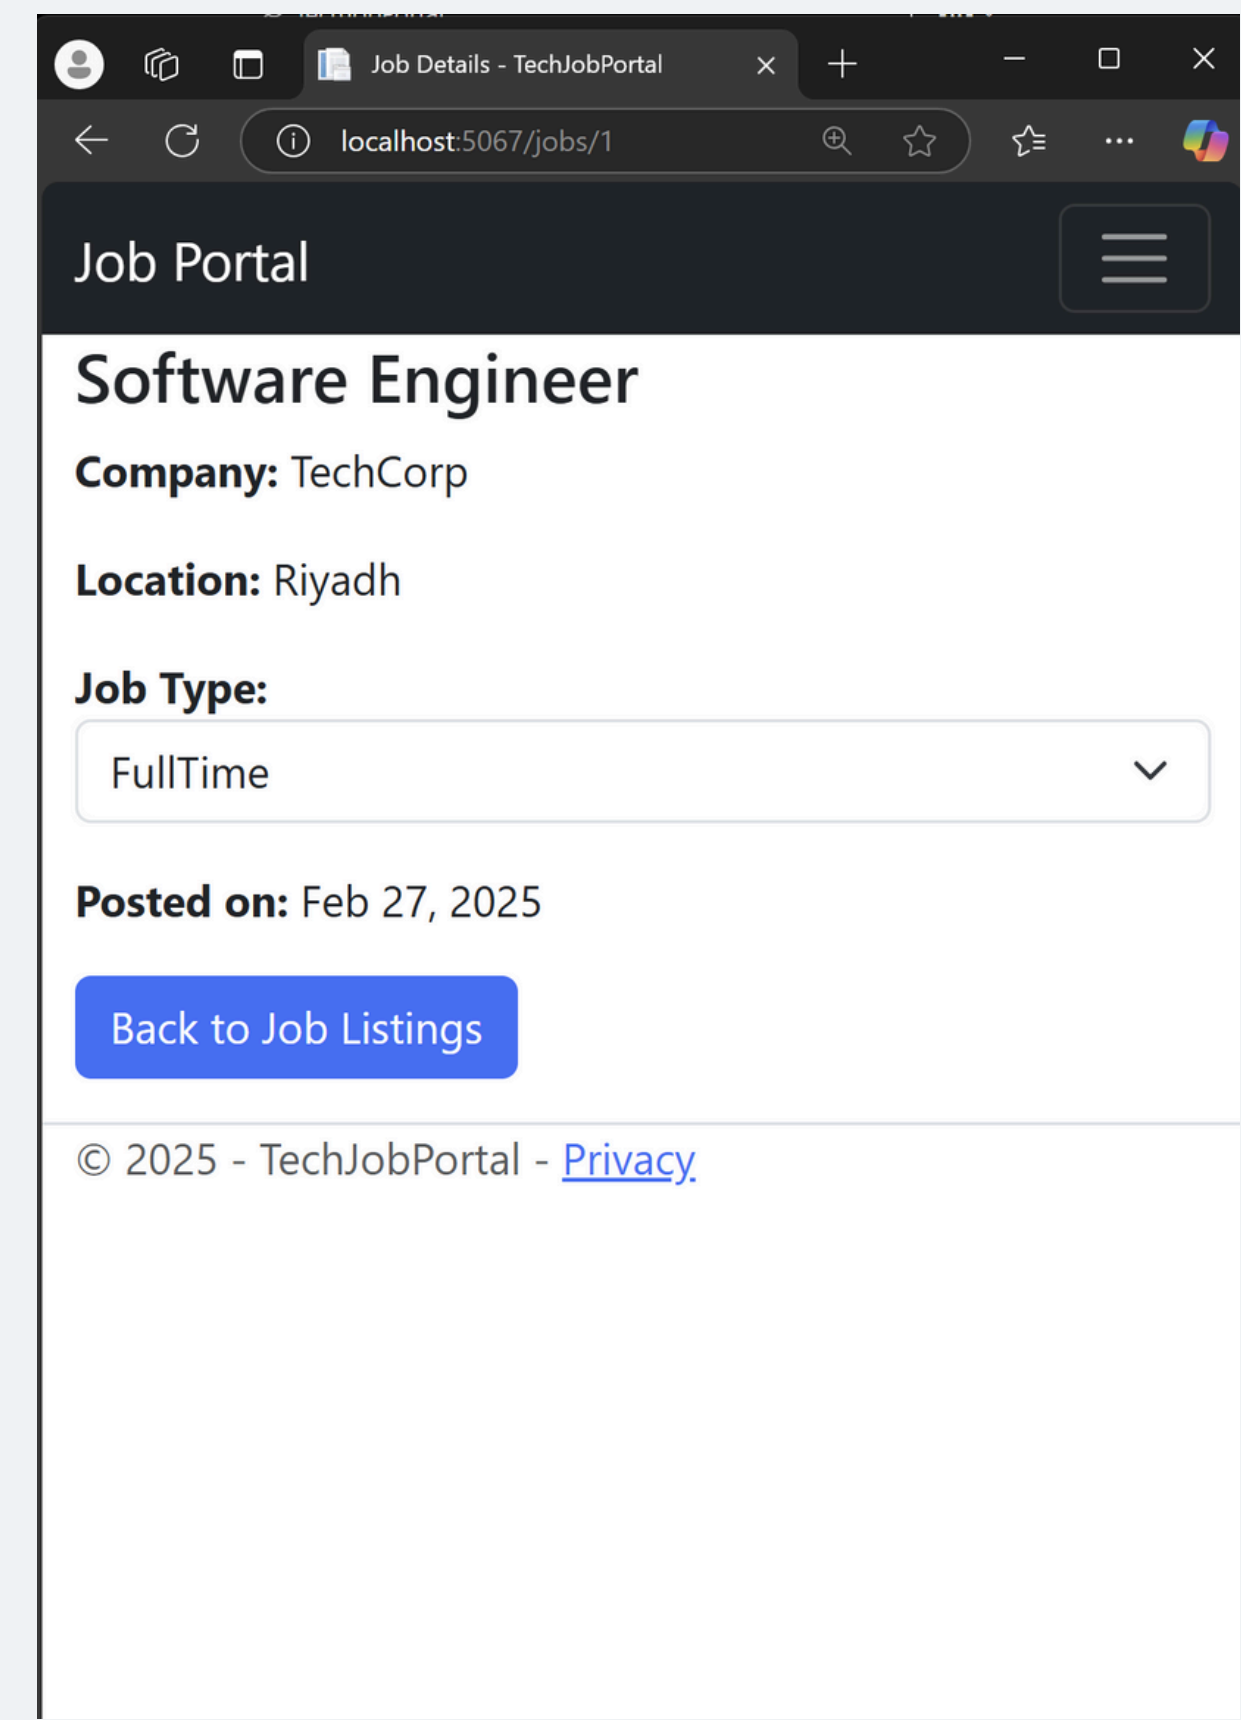 Job Details - TechJobPortal
localhost:5067/jobs/1
Job Portal
Software Engineer
Company: TechCorp
Location: Riyadh
Job Type:
FullTime
Posted on: Feb 27, 2025
Back to Job Listings
© 2025 - TechJobPortal - Privacy